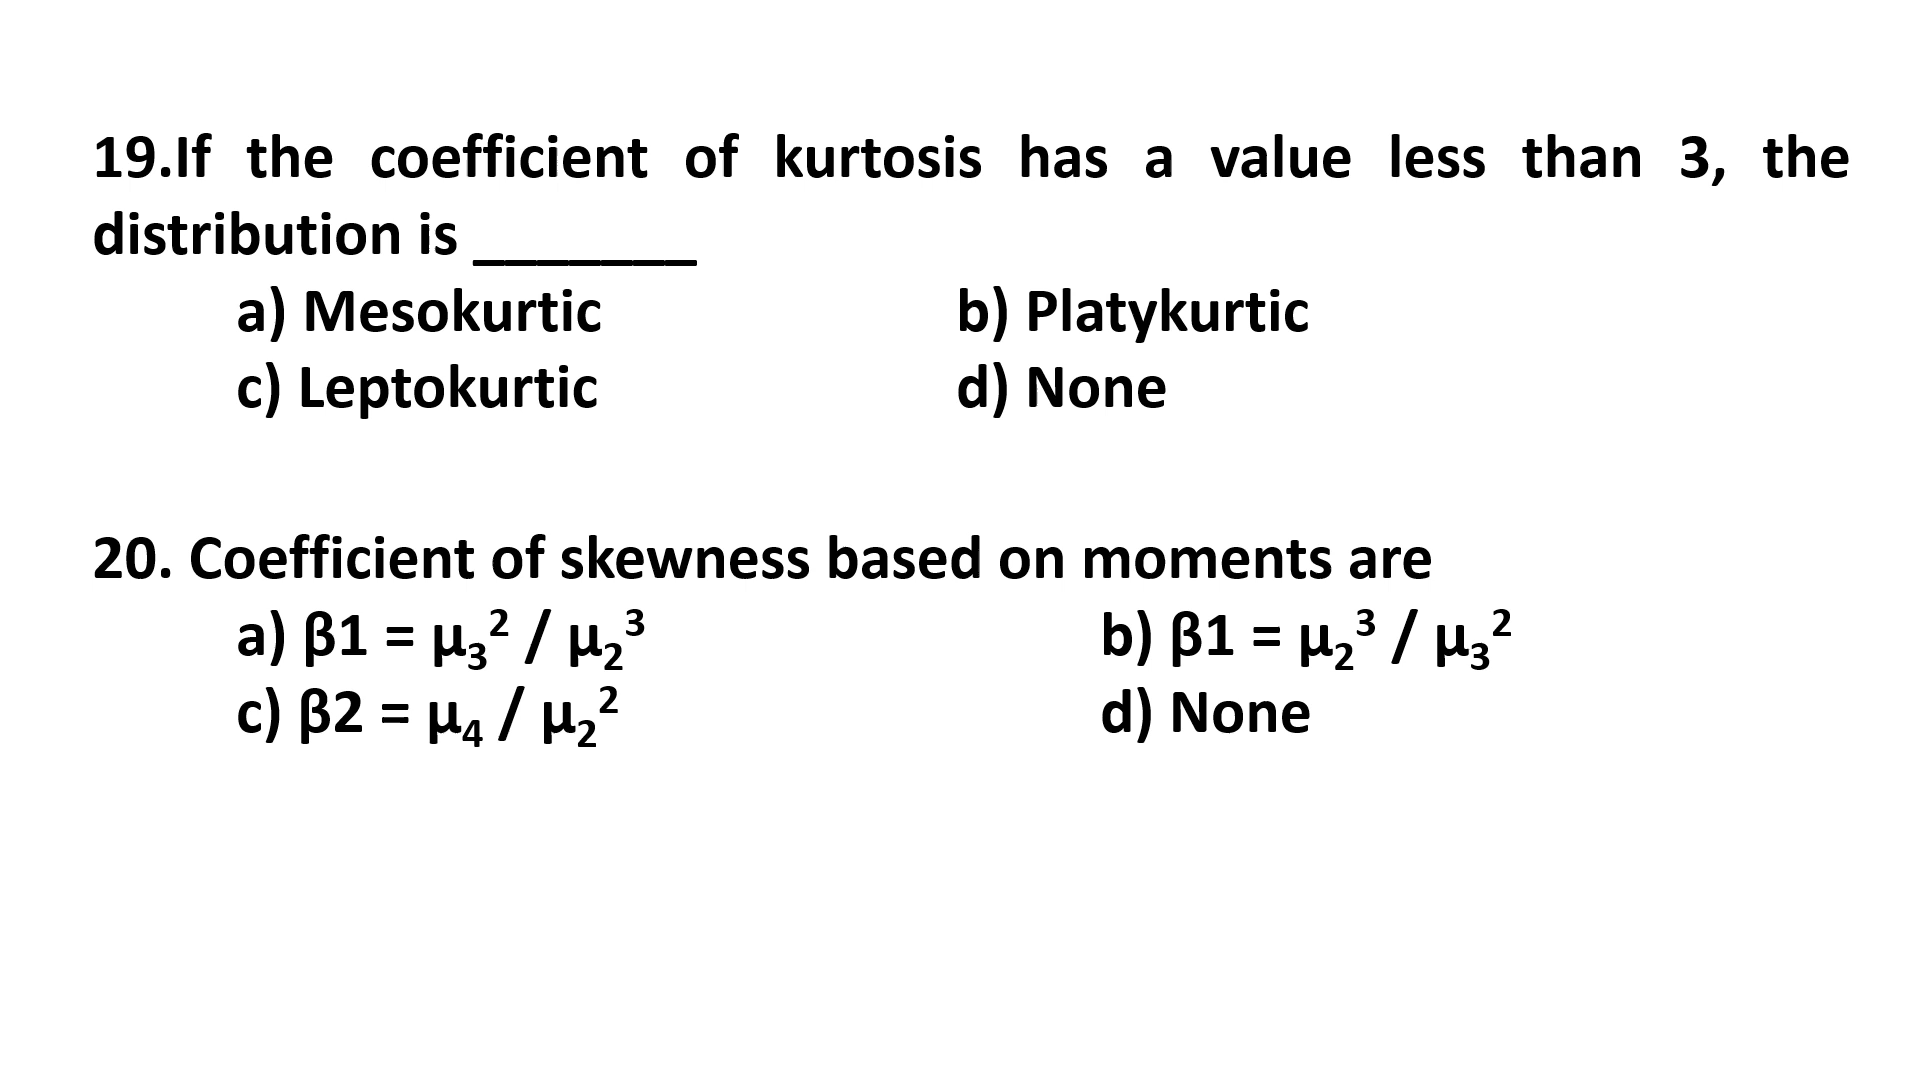 19.If the coefficient of kurtosis has a value less than 3, the
distribution is _______
a) Mesokurtic b) Platykurtic
c) Leptokurtic d) None
20. Coefficient of skewness based on moments are
a) β1 = μ₃² / μ₂³ b) β1 = μ₂³ / μ₃²
c) β2 = μ₄ / μ₂² d) None